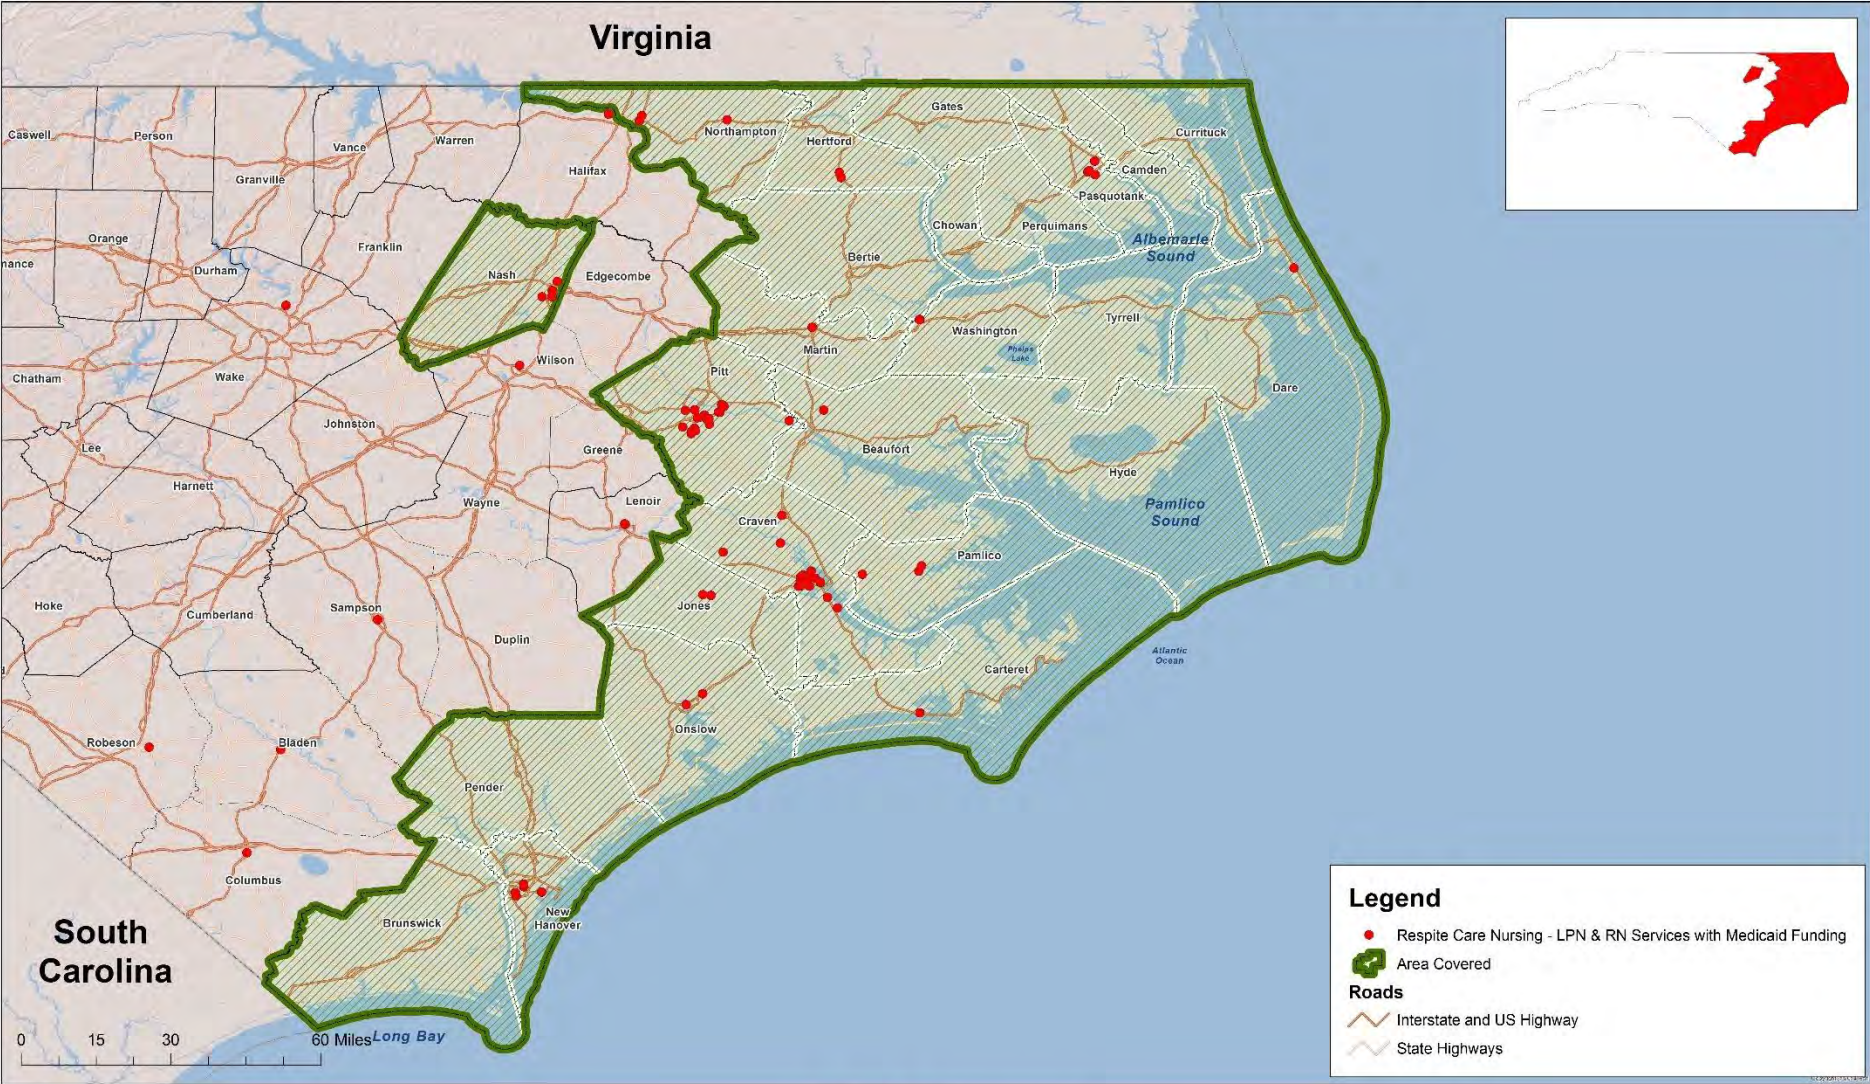 Virginia
Gates
Caswell
Person
Vance
Warren
Northampton
Hertford
Currituck
Halifax
Granville
Camden
Pasquotank
Orange
Franklin
Chowan
Perquimans
Albemarle
Sound
mance
Durham
Nash
Edgecombe
Bertie
Tyrrell
Washington
Martin
Phelps
Lake
Wilson
Chatham
Wake
Pitt
Dare
Johnston
Lee
Greene
Beaufort
Hyde
Harnett
Wayne
Lenoir
Pamlico
Sound
Craven
Pamlico
Hoke
Cumberland
Sampson
Jones
Duplin
Atlantic
Ocean
Carteret
Onslow
Robeson
Bladen
Pender
Columbus
Brunswick
New
Hanover
South
Carolina
0 15 30 60 Miles
Long Bay
Legend
Respite Care Nursing - LPN & RN Services with Medicaid Funding
Area Covered
Roads
Interstate and US Highway
State Highways